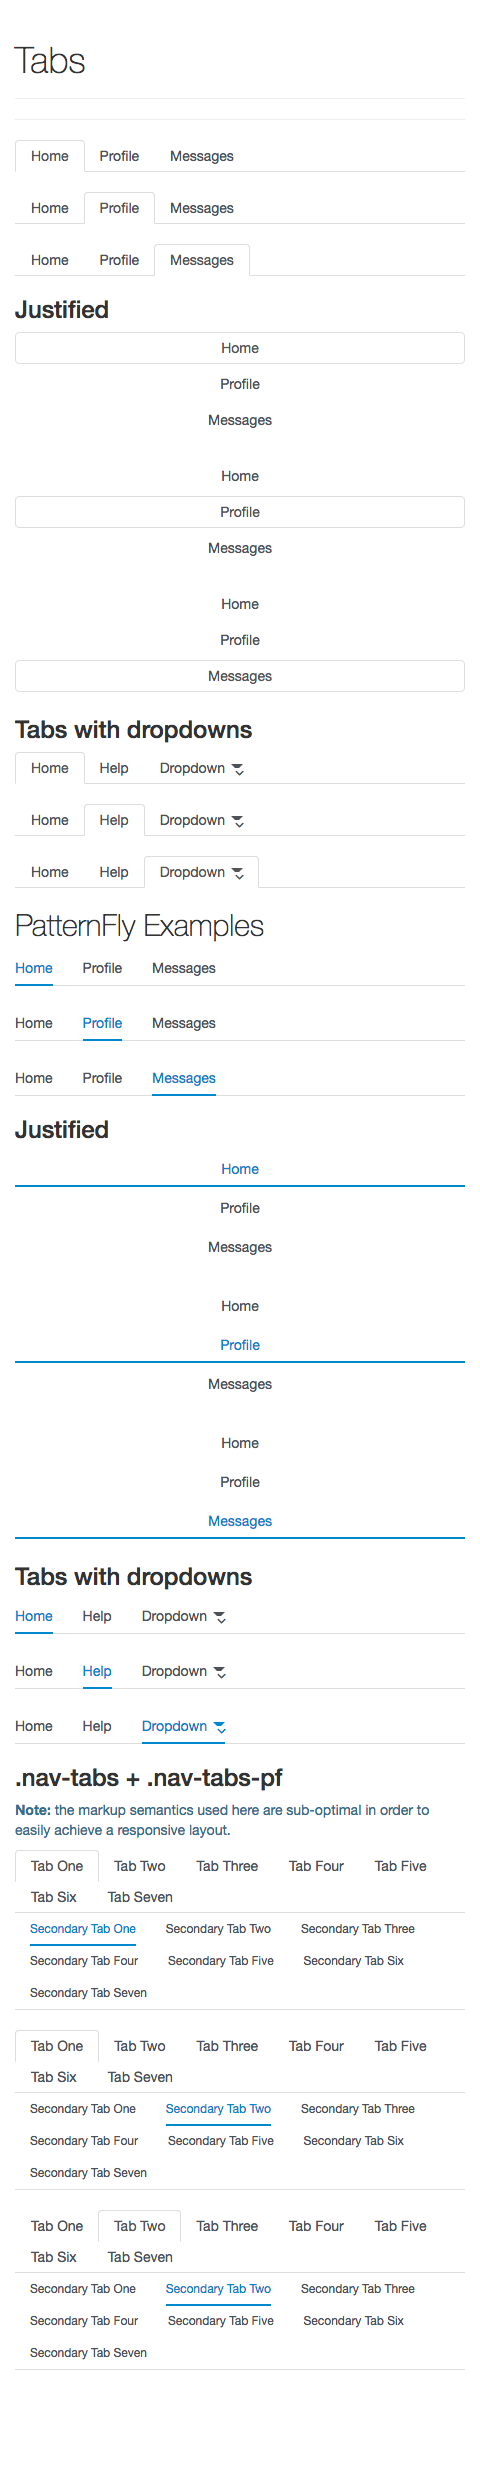 Tabs
Home Profile Messages
Home Profile Messages
Home Profile Messages
Justified
Home
Profile
Messages
Home
Profile
Messages
Home
Profile
Messages
Tabs with dropdowns
Home Help Dropdown
Home Help Dropdown
Home Help Dropdown
PatternFly Examples
Home Profile Messages
Home Profile Messages
Home Profile Messages
Justified
Home
Profile
Messages
Home
Profile
Messages
Home
Profile
Messages
Tabs with dropdowns
Home Help Dropdown
Home Help Dropdown
Home Help Dropdown
.nav-tabs + .nav-tabs-pf
Note: the markup semantics used here are sub-optimal in order to
easily achieve a responsive layout.
Tab One Tab Two Tab Three Tab Four Tab Five
Tab Six Tab Seven
Secondary Tab One Secondary Tab Two Secondary Tab Three
Secondary Tab Four Secondary Tab Five Secondary Tab Six
Secondary Tab Seven
Tab One Tab Two Tab Three Tab Four Tab Five
Tab Six Tab Seven
Secondary Tab One Secondary Tab Two Secondary Tab Three
Secondary Tab Four Secondary Tab Five Secondary Tab Six
Secondary Tab Seven
Tab One Tab Two Tab Three Tab Four Tab Five
Tab Six Tab Seven
Secondary Tab One Secondary Tab Two Secondary Tab Three
Secondary Tab Four Secondary Tab Five Secondary Tab Six
Secondary Tab Seven